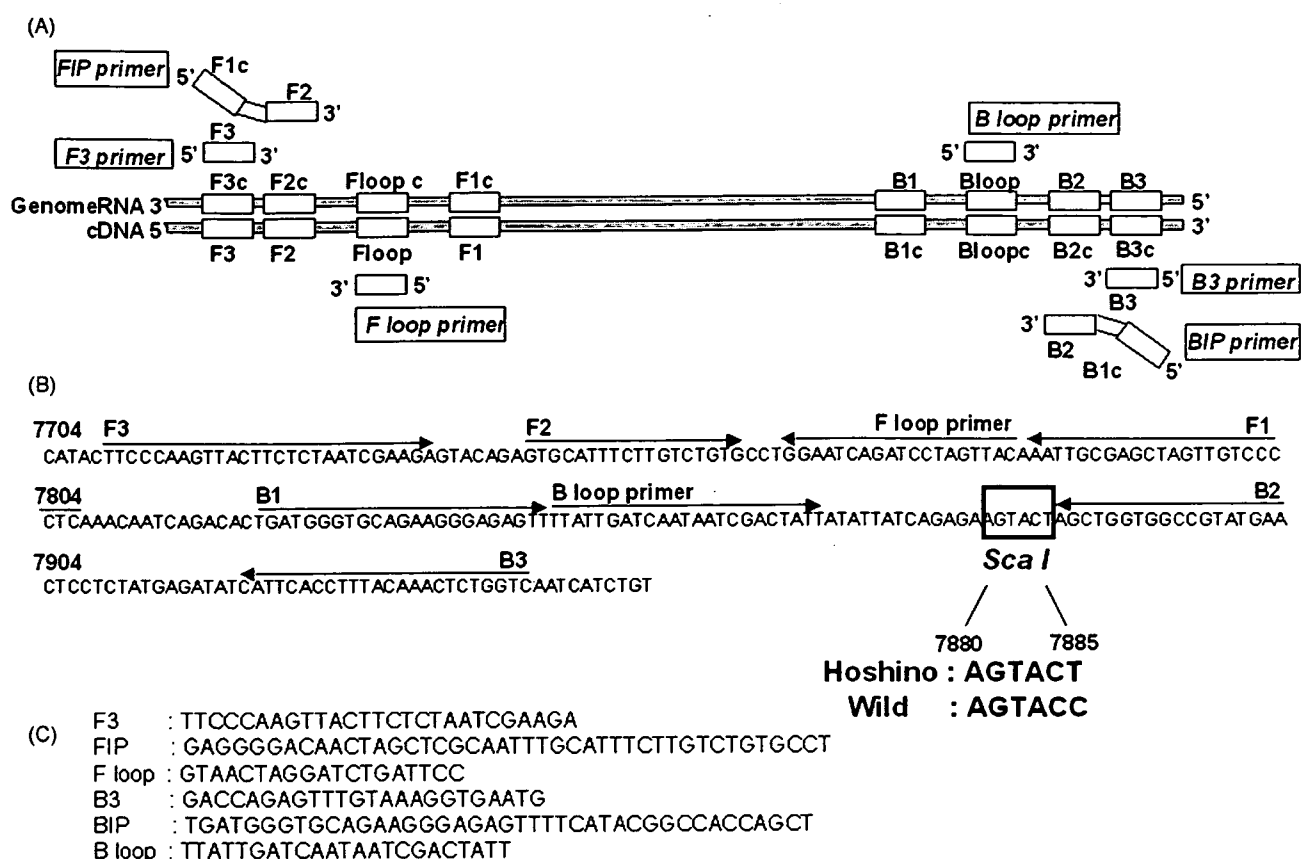 (A)
FIP primer 5' F1c F2 3'
B loop primer
F3 primer 5' F3 3'
5' 3'
F3c F2c Floop c F1c B1 Bloop B2 B3
GenomeRNA 3' 5'
cDNA 5' 3'
F3 F2 Floop F1 B1c Bloopc B2c B3c
3' 5'
F loop primer
3' 5' B3 primer
B3
3' B2 B1c 5' BIP primer
(B)
7704 F3 F2 F loop primer F1
CATACTTCCCAAGTTACTTCTCTAATCGAAGAGTACAGAGTGCATTTCTTGTCTGTGCCTGGAATCAGATCCTAGTTACAAATTGCGAGCTAGTTGTCCC
7804 B1 B loop primer B2
CTCAAACAATCAGACACTGATGGGTGCAGAAGGGAGAGTTTTATTGATCAATAATCGACTATTATATTATCAGAGAAGTACTAGCTGGTGGCCGTATGAA
Sca I
7904 B3
CTCCTCTATGAGATATCATTCACCTTTACAAACTCTGGTCAATCATCTGT
7880 7885
Hoshino : AGTACT
Wild : AGTACC
(C)
F3 : TTCCCAAGTTACTTCTCTAATCGAAGA
FIP : GAGGGGACAACTAGCTCGCAATTTGCATTTCTTGTCTGTGCCT
F loop : GTAACTAGGATCTGATTCC
B3 : GACCAGAGTTTGTAAAGGTGAATG
BIP : TGATGGGTGCAGAAGGGAGAGTTTTCATACGGCCACCAGCT
B loop : TTATTGATCAATAATCGACTATT